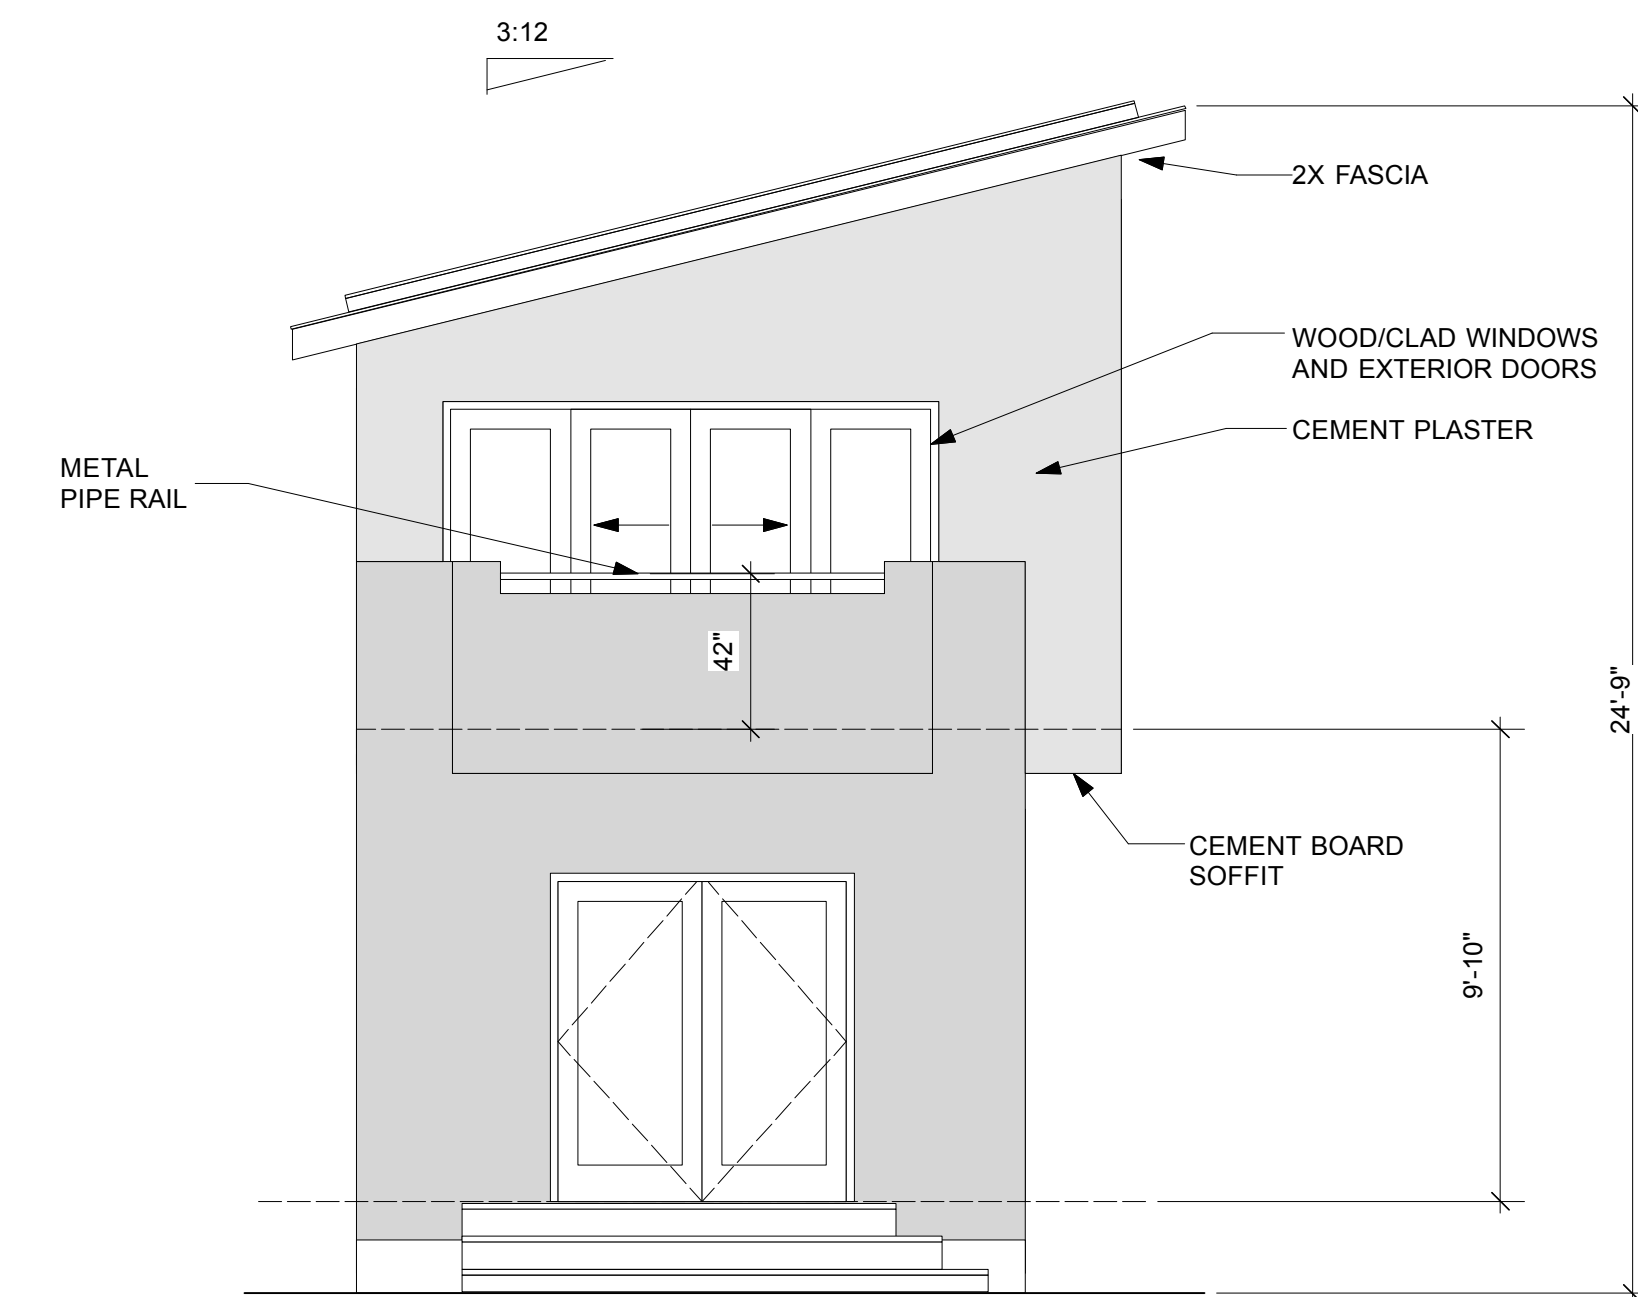 3:12
2X FASCIA
WOOD/CLAD WINDOWS
AND EXTERIOR DOORS
CEMENT PLASTER
METAL
PIPE RAIL
42"
24'-9"
CEMENT BOARD
SOFFIT
9'-10"